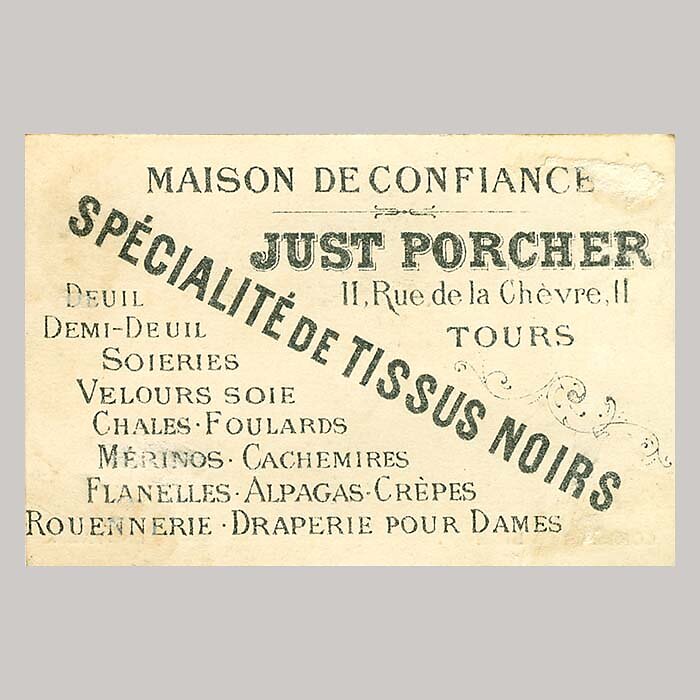 MAISON DE CONFIANCE
JUST PORCHER
11, Rue de la Chèvre, 11
TOURS
SPÉCIALITÉ DE TISSUS NOIRS
DEUIL
DEMI-DEUIL
SOIERIES
VELOURS SOIE
CHALES · FOULARDS
MÉRINOS · CACHEMIRES
FLANELLES · ALPAGAS · CRÈPES
ROUENNERIE · DRAPERIE POUR DAMES